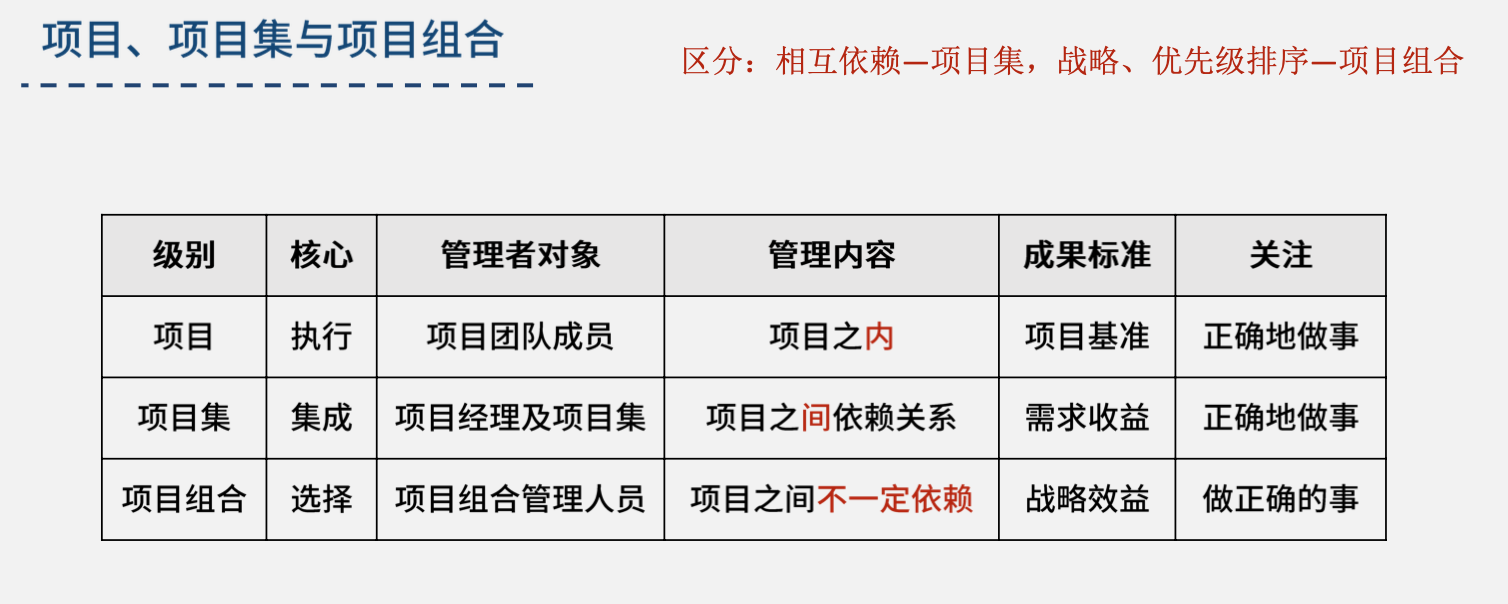 项目、项目集与项目组合
区分：相互依赖—项目集，战略、优先级排序—项目组合
级别 核心 管理者对象 管理内容 成果标准 关注
项目 执行 项目团队成员 项目之内 项目基准 正确地做事
项目集 集成 项目经理及项目集 项目之间依赖关系 需求收益 正确地做事
项目组合 选择 项目组合管理人员 项目之间不一定依赖 战略效益 做正确的事